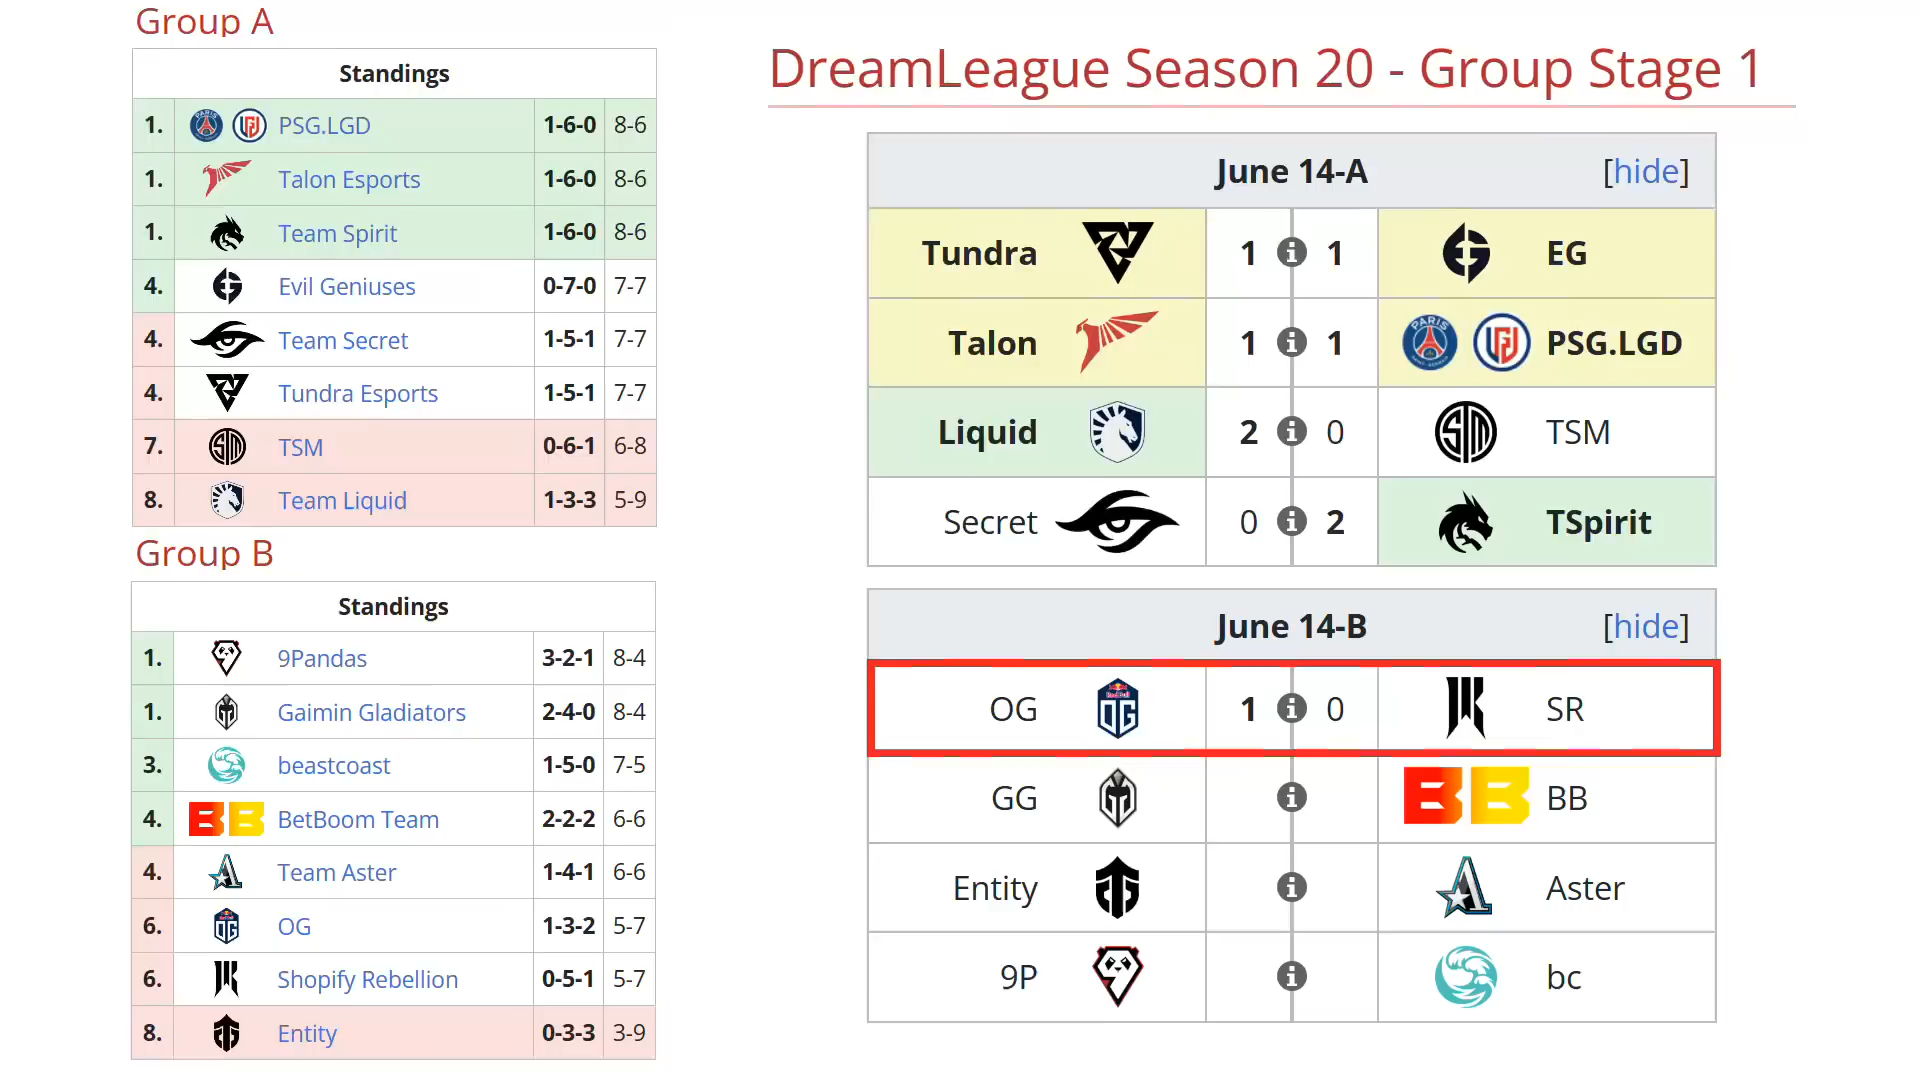 Group A
Standings
1. PSG.LGD 1-6-0 8-6
1. Talon Esports 1-6-0 8-6
1. Team Spirit 1-6-0 8-6
4. Evil Geniuses 0-7-0 7-7
4. Team Secret 1-5-1 7-7
4. Tundra Esports 1-5-1 7-7
7. TSM 0-6-1 6-8
8. Team Liquid 1-3-3 5-9
Group B
Standings
1. 9Pandas 3-2-1 8-4
1. Gaimin Gladiators 2-4-0 8-4
3. beastcoast 1-5-0 7-5
4. BB BetBoom Team 2-2-2 6-6
4. Team Aster 1-4-1 6-6
6. OG 1-3-2 5-7
6. Shopify Rebellion 0-5-1 5-7
8. Entity 0-3-3 3-9
DreamLeague Season 20 - Group Stage 1
June 14-A [hide]
Tundra 1 i 1 EG
Talon 1 i 1 PARIS PSG.LGD
Liquid 2 i 0 TSM TSM
Secret 0 i 2 TSpirit
June 14-B [hide]
OG OG 1 i 0 SR
GG i BB BB
Entity i Aster
9P i bc